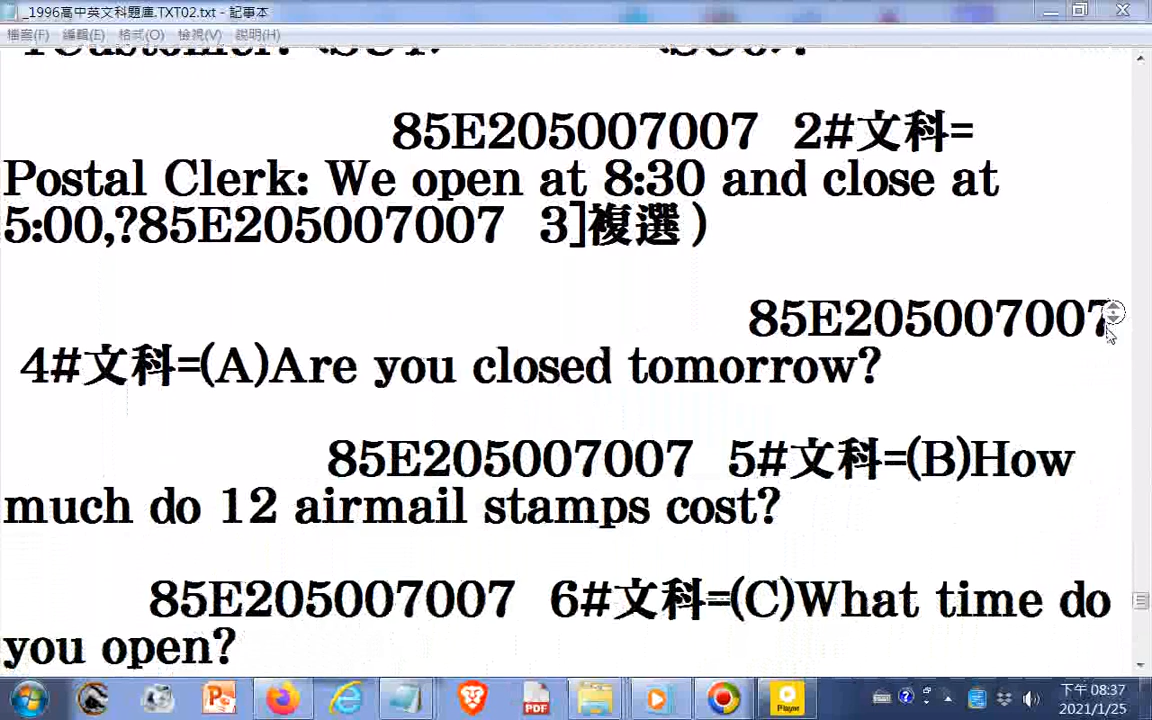 _1996高中英文科題庫.TXT02.txt - 記事本
檔案(F) 編輯(E) 格式(O) 檢視(V) 說明(H)
85E205007007 2#文科=
Postal Clerk: We open at 8:30 and close at
5:00,?85E205007007 3]複選)
85E205007007
4#文科=(A)Are you closed tomorrow?
85E205007007 5#文科=(B)How
much do 12 airmail stamps cost?
85E205007007 6#文科=(C)What time do
you open?
PDF
Player
下午 08:37
2021/1/25